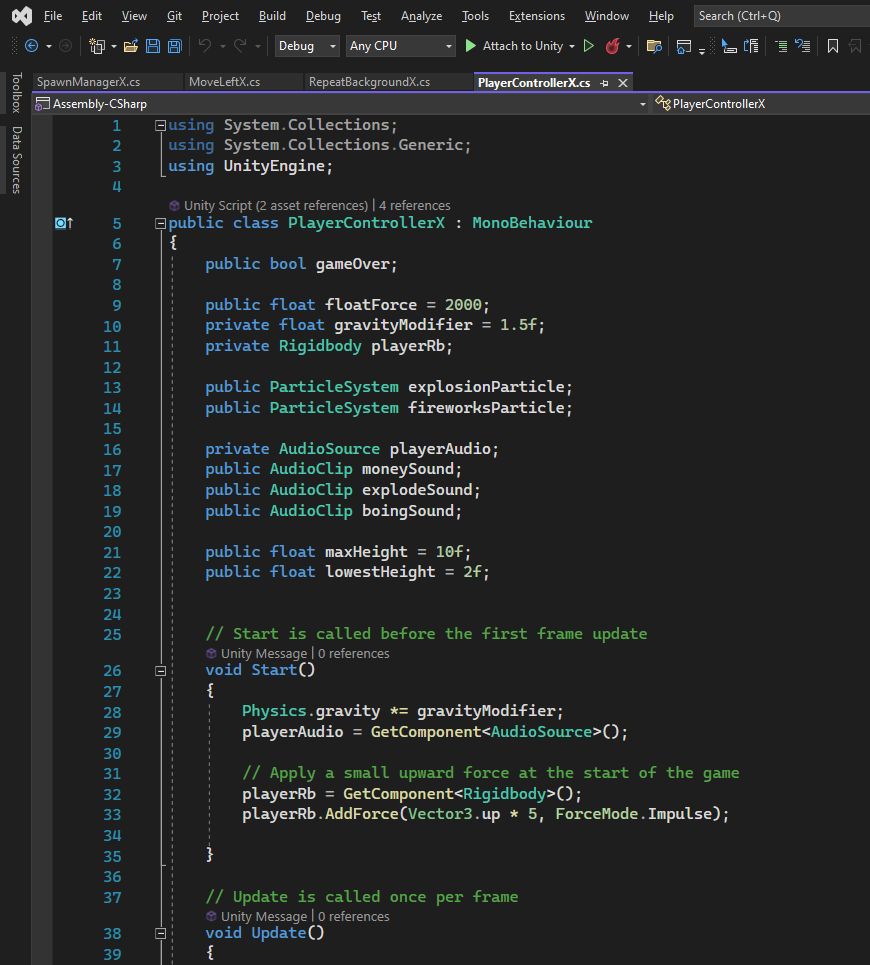 File Edit View Git Project Build Debug Test Analyze Tools Extensions Window Help Search (Ctrl+Q)
Debug Any CPU Attach to Unity
SpawnManagerX.cs MoveLeftX.cs RepeatBackgroundX.cs PlayerControllerX.cs
Toolbox
Data Sources
Assembly-CSharp PlayerControllerX
1 using System.Collections;
2 using System.Collections.Generic;
3 using UnityEngine;
4
Unity Script (2 asset references) | 4 references
5 public class PlayerControllerX : MonoBehaviour
6 {
7 public bool gameOver;
8
9 public float floatForce = 2000;
10 private float gravityModifier = 1.5f;
11 private Rigidbody playerRb;
12
13 public ParticleSystem explosionParticle;
14 public ParticleSystem fireworksParticle;
15
16 private AudioSource playerAudio;
17 public AudioClip moneySound;
18 public AudioClip explodeSound;
19 public AudioClip boingSound;
20
21 public float maxHeight = 10f;
22 public float lowestHeight = 2f;
23
24
25 // Start is called before the first frame update
Unity Message | 0 references
26 void Start()
27 {
28 Physics.gravity *= gravityModifier;
29 playerAudio = GetComponent<AudioSource>();
30
31 // Apply a small upward force at the start of the game
32 playerRb = GetComponent<Rigidbody>();
33 playerRb.AddForce(Vector3.up * 5, ForceMode.Impulse);
34
35 }
36
37 // Update is called once per frame
Unity Message | 0 references
38 void Update()
39 {